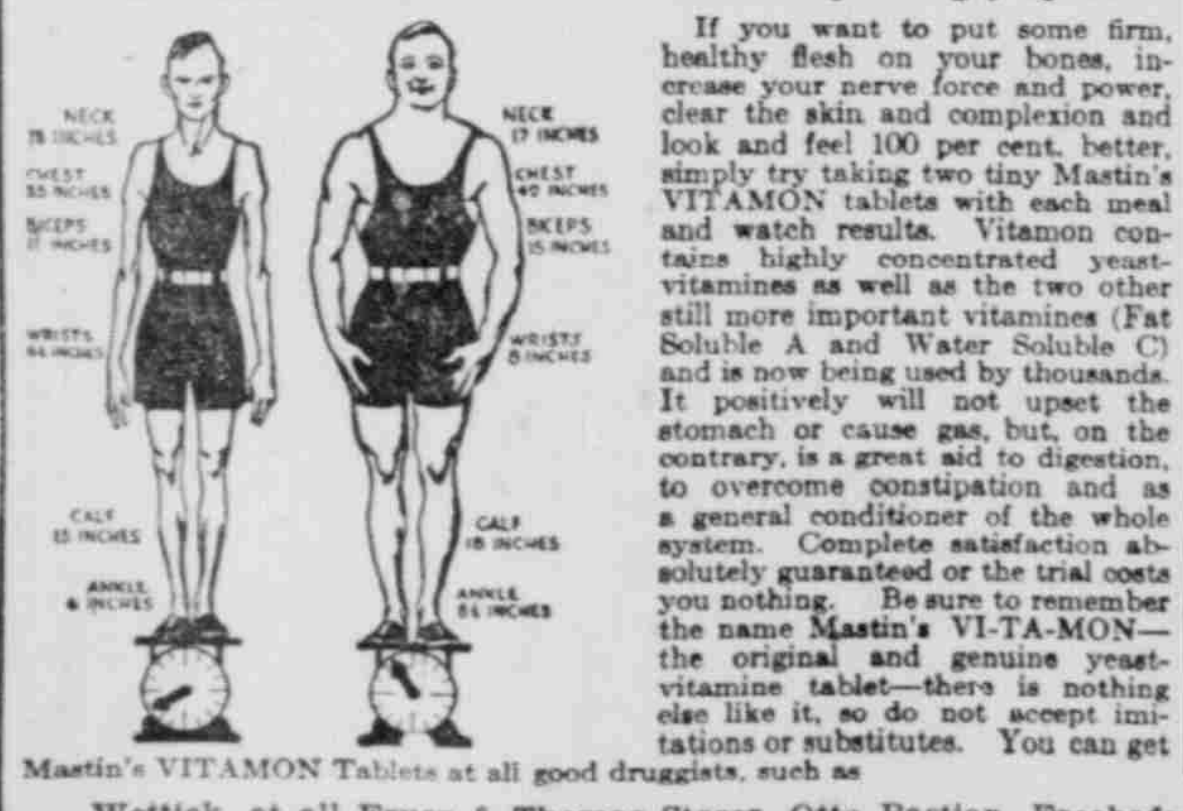 NECK
INCHES
CHEST
INCHES
BICEPS
11 INCHES
WRISTS
INCHES
CALF
13 INCHES
ANKLE
INCHES
NECK
17 INCHES
CHEST
42 INCHES
BICEPS
15 INCHES
WRISTS
8 INCHES
CALF
18 INCHES
ANKLE
INCHES
If you want to put some firm,
healthy flesh on your bones, in-
crease your nerve force and power,
clear the skin and complexion and
look and feel 100 per cent. better,
simply try taking two tiny Mastin's
VITAMON tablets with each meal
and watch results. Vitamon con-
tains highly concentrated yeast-
vitamines as well as the two other
still more important vitamines (Fat
Soluble A and Water Soluble C)
and is now being used by thousands.
It positively will not upset the
stomach or cause gas, but, on the
contrary, is a great aid to digestion,
to overcome constipation and as
a general conditioner of the whole
system. Complete satisfaction ab-
solutely guaranteed or the trial costs
you nothing. Be sure to remember
the name Mastin's VI-TA-MON—
the original and genuine yeast-
vitamine tablet—there is nothing
else like it, so do not accept imi-
tations or substitutes. You can get
Mastin's VITAMON Tablets at all good druggists, such as